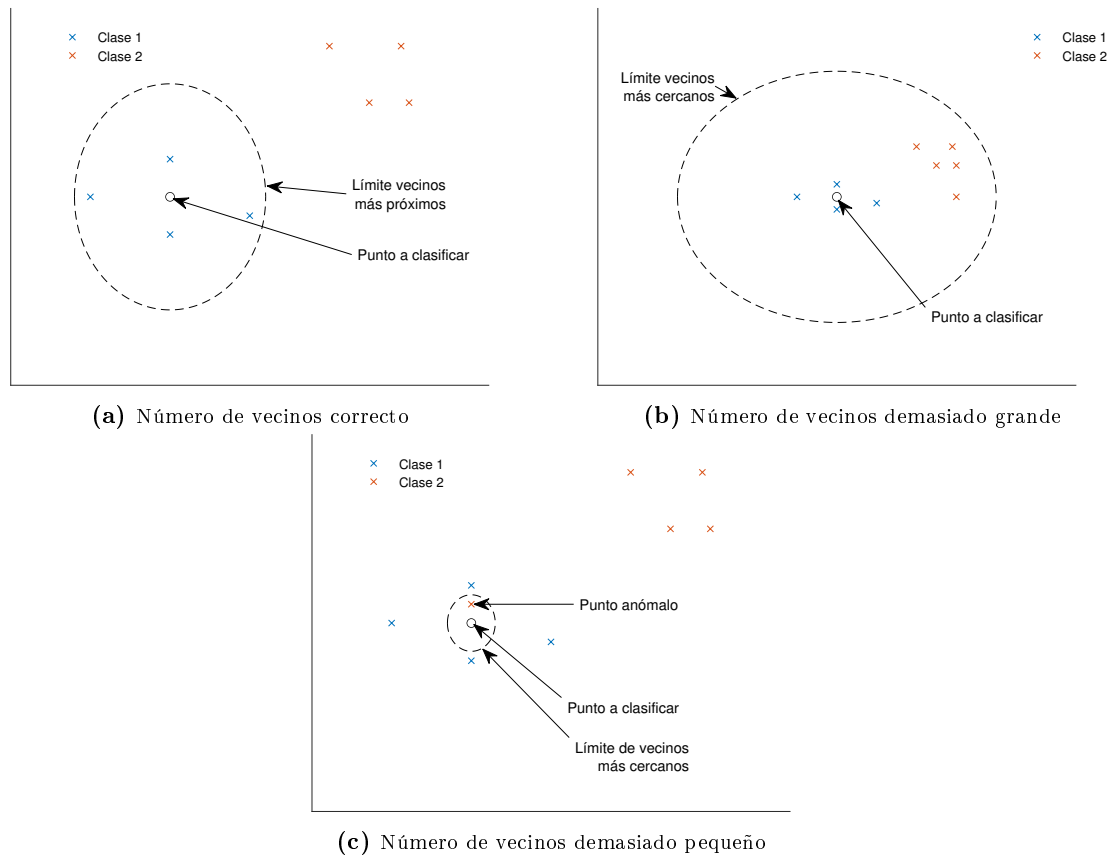 Clase 1
Clase 2
Límite vecinos
más próximos
Punto a clasificar
(a) Número de vecinos correcto
Clase 1
Clase 2
Límite vecinos
más cercanos
Punto a clasificar
(b) Número de vecinos demasiado grande
Clase 1
Clase 2
Punto anómalo
Punto a clasificar
Límite de vecinos
más cercanos
(c) Número de vecinos demasiado pequeño